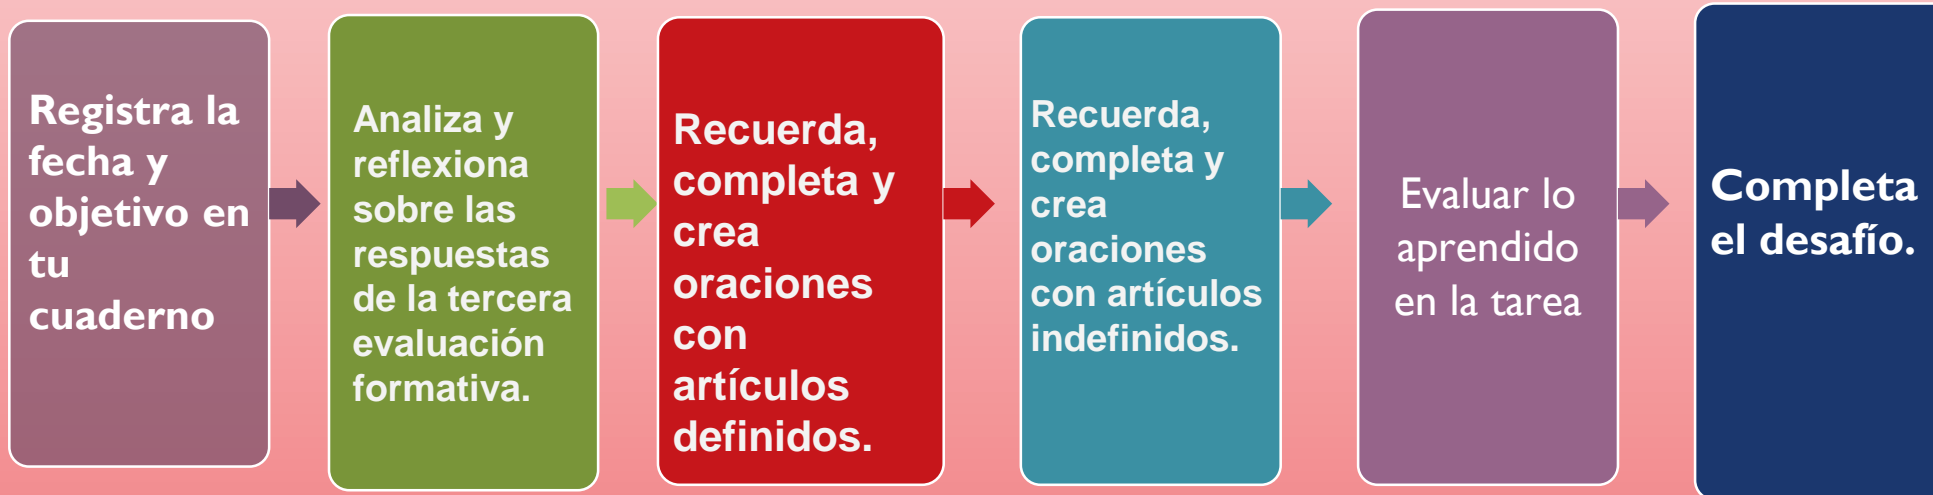 Registra la
fecha y
objetivo en
tu
cuaderno
Analiza y
reflexiona
sobre las
respuestas
de la tercera
evaluación
formativa.
Recuerda,
completa y
crea
oraciones
con
artículos
definidos.
Recuerda,
completa y
crea
oraciones
con artículos
indefinidos.
Evaluar lo
aprendido
en la tarea
Completa
el desafío.